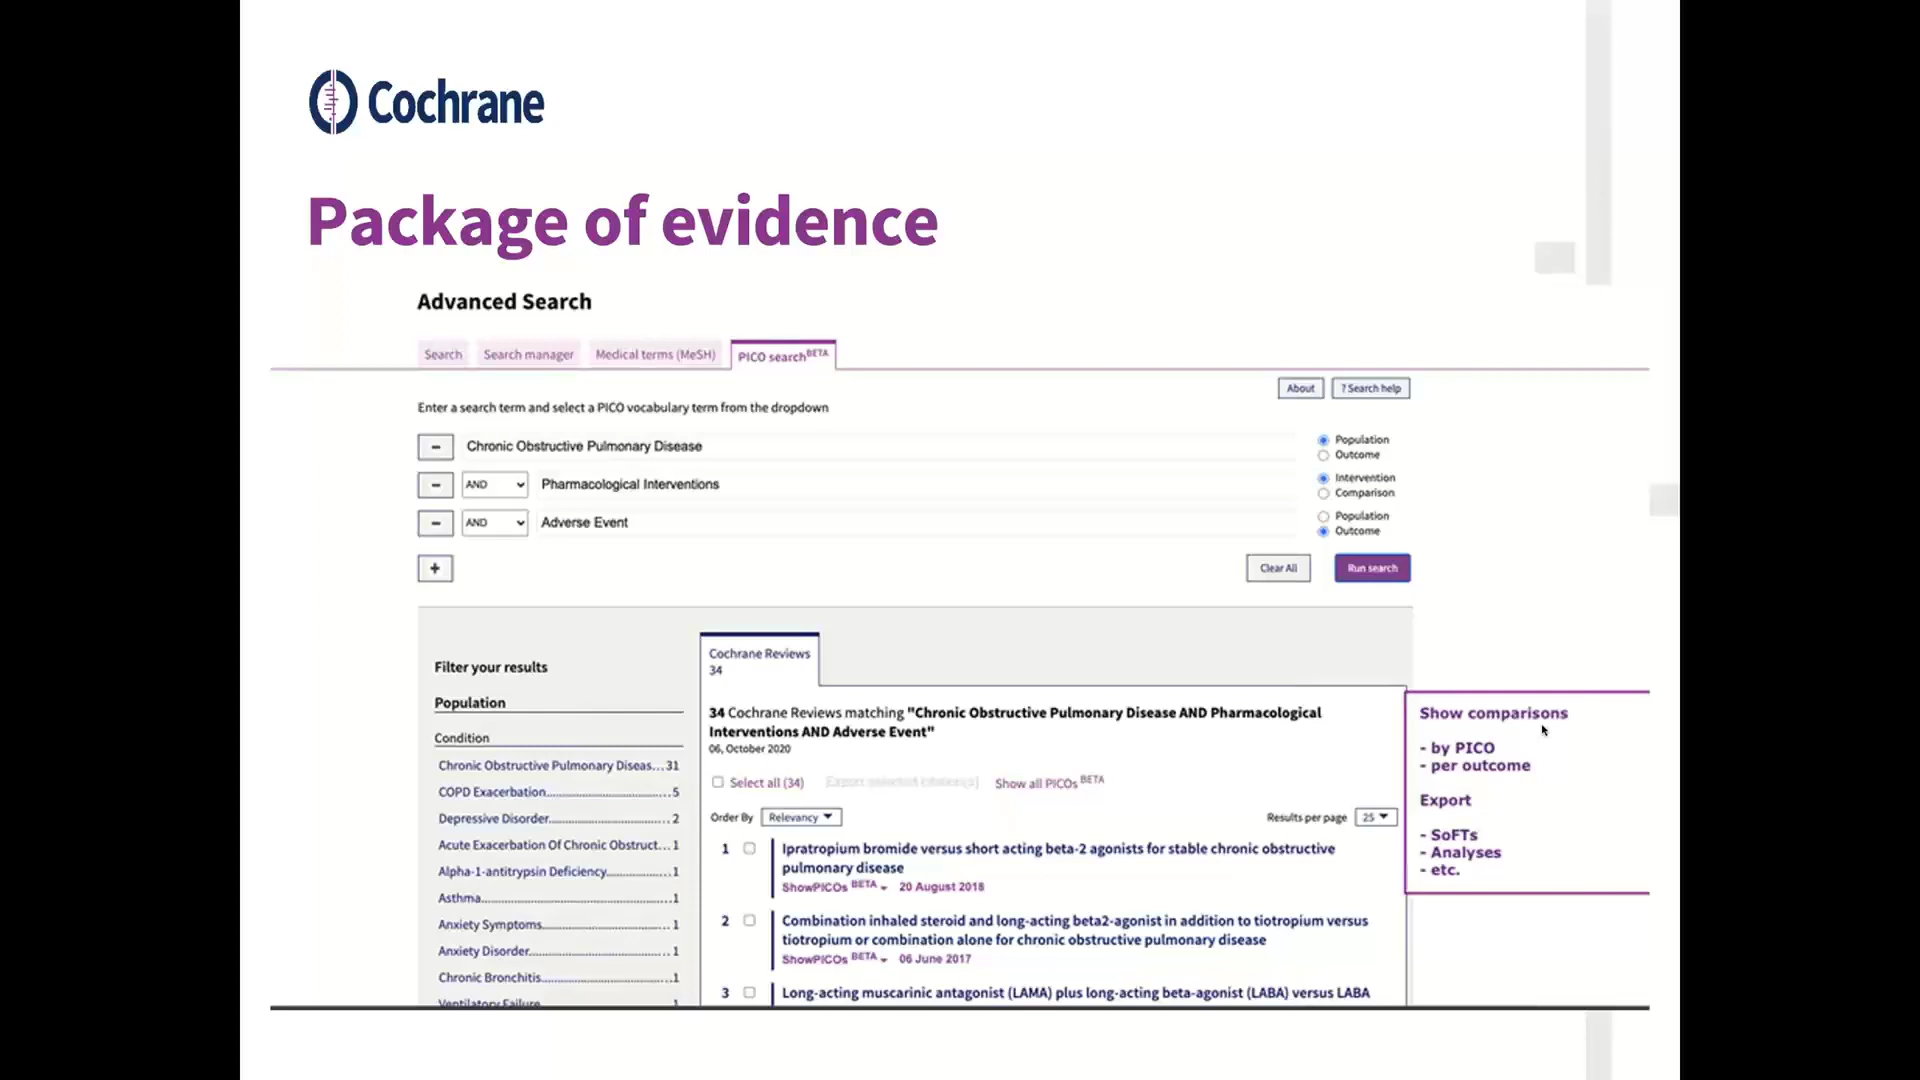 Cochrane
Package of evidence
Advanced Search
Search
Search manager
Medical terms (MeSH)
PICO search BETA
About
? Search help
Enter a search term and select a PICO vocabulary term from the dropdown
− Chronic Obstructive Pulmonary Disease
Population
Outcome
− AND Pharmacological Interventions
Intervention
Comparison
− AND Adverse Event
Population
Outcome
+
Clear All
Run search
Filter your results
Population
Condition
Chronic Obstructive Pulmonary Diseas...31
COPD Exacerbation...5
Depressive Disorder...2
Acute Exacerbation Of Chronic Obstruct...1
Alpha-1-antitrypsin Deficiency...1
Asthma...1
Anxiety Symptoms...1
Anxiety Disorder...1
Chronic Bronchitis...1
Ventilatory Failure 1
Cochrane Reviews
34
34 Cochrane Reviews matching "Chronic Obstructive Pulmonary Disease AND Pharmacological
Interventions AND Adverse Event"
06, October 2020
Select all (34)
Export selected citation(s)
Show all PICOs BETA
Order By Relevancy
Results per page 25
1 Ipratropium bromide versus short acting beta-2 agonists for stable chronic obstructive
pulmonary disease
ShowPICOs BETA 20 August 2018
2 Combination inhaled steroid and long-acting beta2-agonist in addition to tiotropium versus
tiotropium or combination alone for chronic obstructive pulmonary disease
ShowPICOs BETA 06 June 2017
3 Long-acting muscarinic antagonist (LAMA) plus long-acting beta-agonist (LABA) versus LABA
Show comparisons
- by PICO
- per outcome
Export
- SoFTs
- Analyses
- etc.